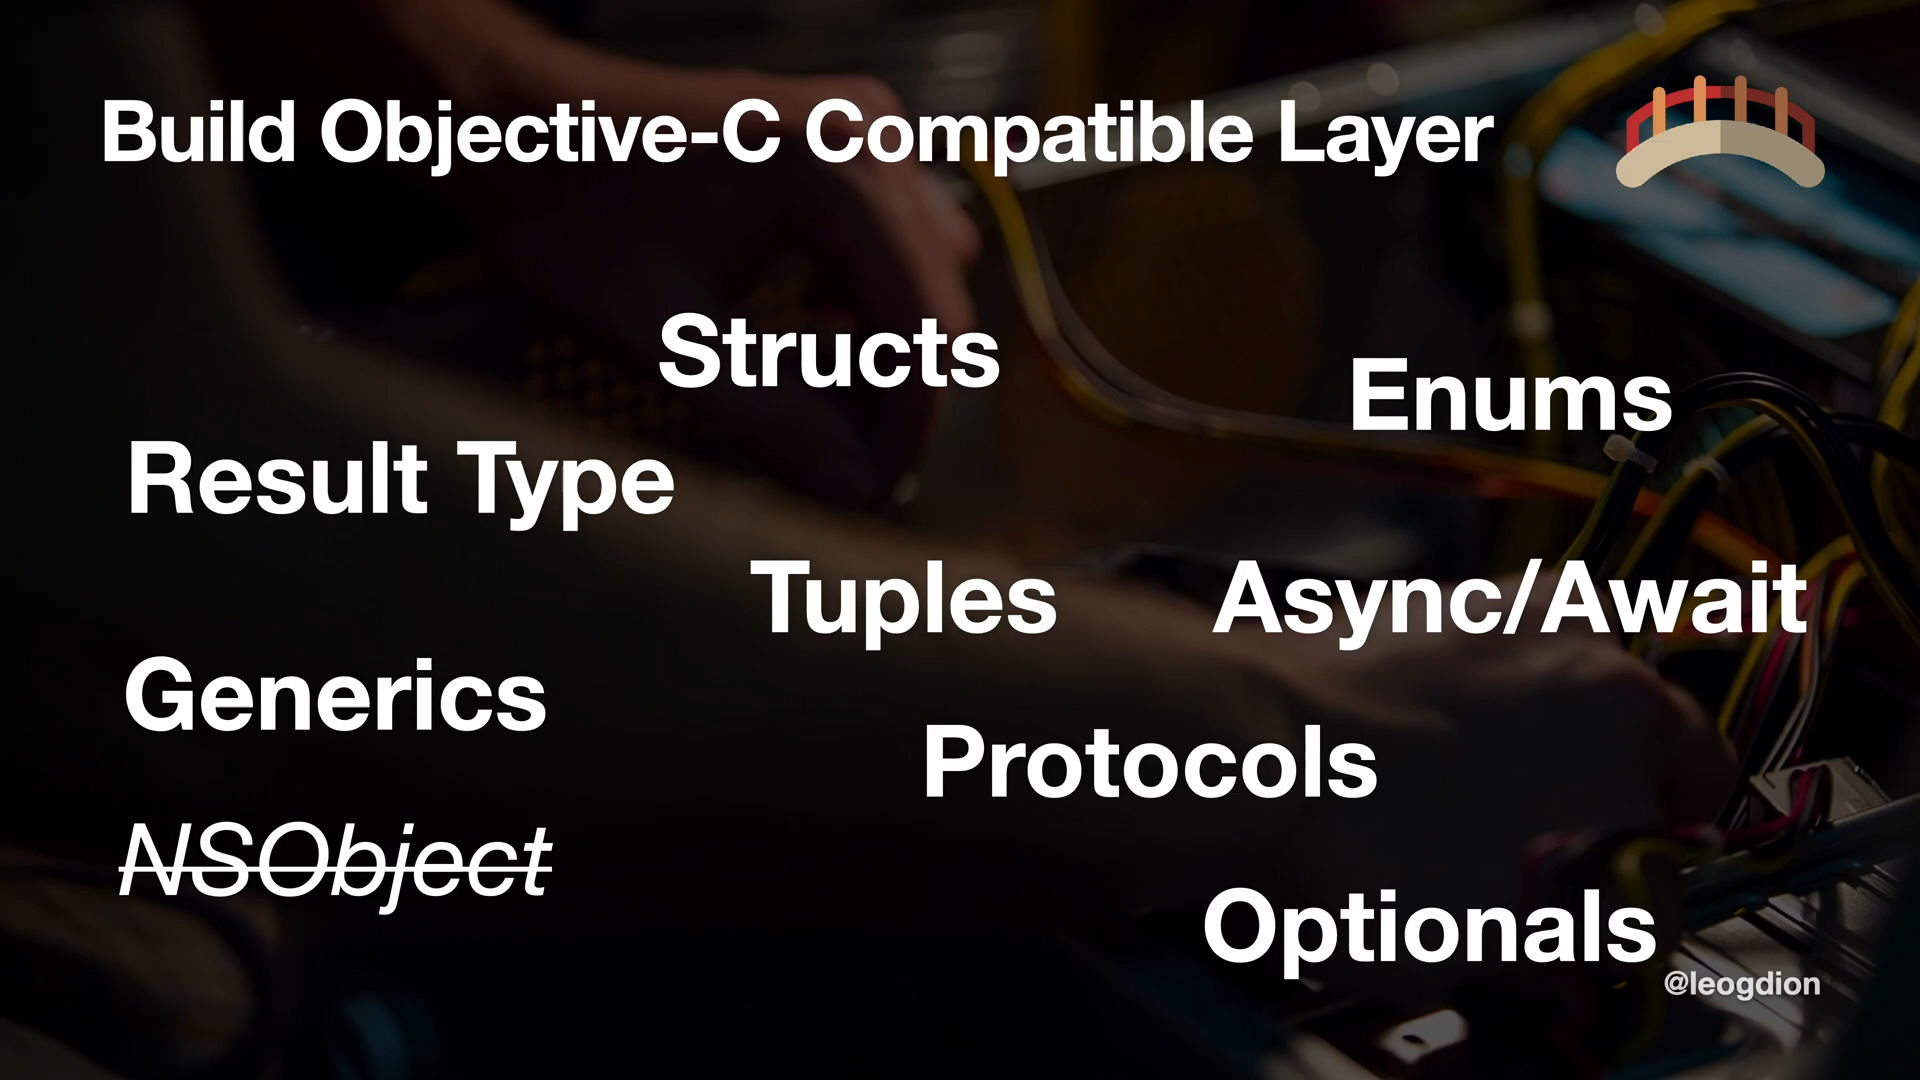 Build Objective-C Compatible Layer
Structs
Enums
Result Type
Tuples
Async/Await
Generics
Protocols
NSObject
Optionals
@leogdion